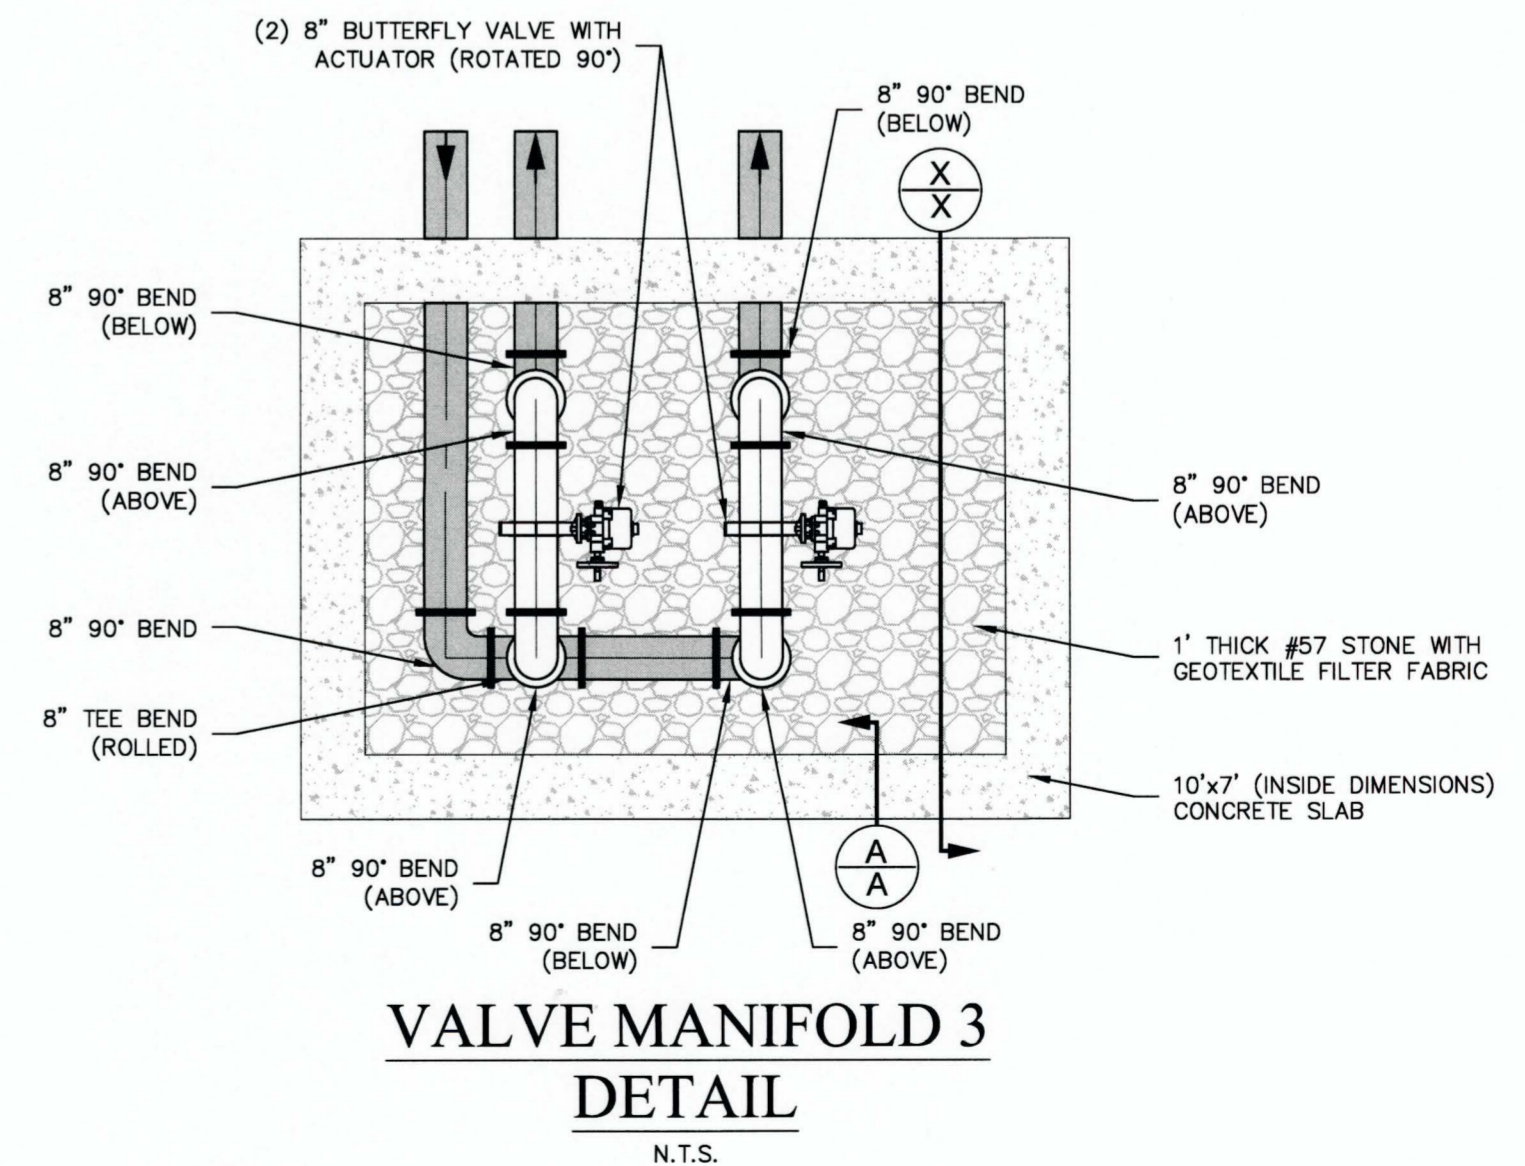 (2) 8” BUTTERFLY VALVE WITH
ACTUATOR (ROTATED 90°)
8” 90° BEND
(BELOW)
X
X
8” 90° BEND
(BELOW)
8” 90° BEND
(ABOVE)
8” 90° BEND
(ABOVE)
8” 90° BEND
1’ THICK #57 STONE WITH
GEOTEXTILE FILTER FABRIC
8” TEE BEND
(ROLLED)
10’x7’ (INSIDE DIMENSIONS)
CONCRETE SLAB
A
A
8” 90° BEND
(ABOVE)
8” 90° BEND
(BELOW)
8” 90° BEND
(ABOVE)
VALVE MANIFOLD 3
DETAIL
N.T.S.